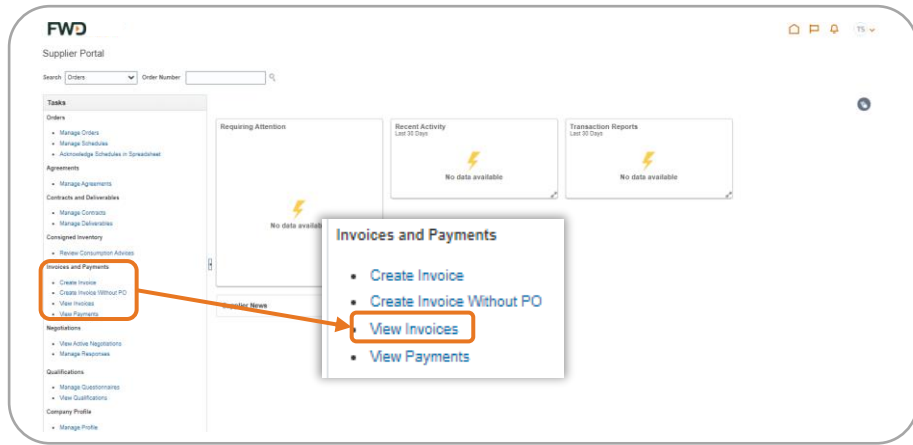 FWD
TS
Supplier Portal
Search Orders Order Number
Tasks
Orders
Manage Orders
Manage Schedules
Acknowledge Schedules in Spreadsheet
Agreements
Manage Agreements
Contracts and Deliverables
Manage Contracts
Manage Deliverables
Consigned Inventory
Review Consumption Advices
Invoices and Payments
Create Invoice
Create Invoice Without PO
View Invoices
View Payments
Negotiations
View Active Negotiations
Manage Responses
Qualifications
Manage Questionnaires
View Qualifications
Company Profile
Manage Profile
Requiring Attention
No data availab
Recent Activity
Last 30 Days
No data available
Transaction Reports
Last 30 Days
No data available
Supplier News
Invoices and Payments
Create Invoice
Create Invoice Without PO
View Invoices
View Payments